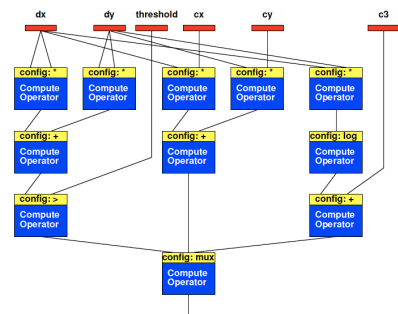 dx dy threshold cx cy c3
config: * config: * config: * config: * config: *
Compute Compute Compute Compute Compute
Operator Operator Operator Operator Operator
config: + config: + config: log
Compute Compute Compute
Operator Operator Operator
config: > config: +
Compute Compute
Operator Operator
config: mux
Compute
Operator